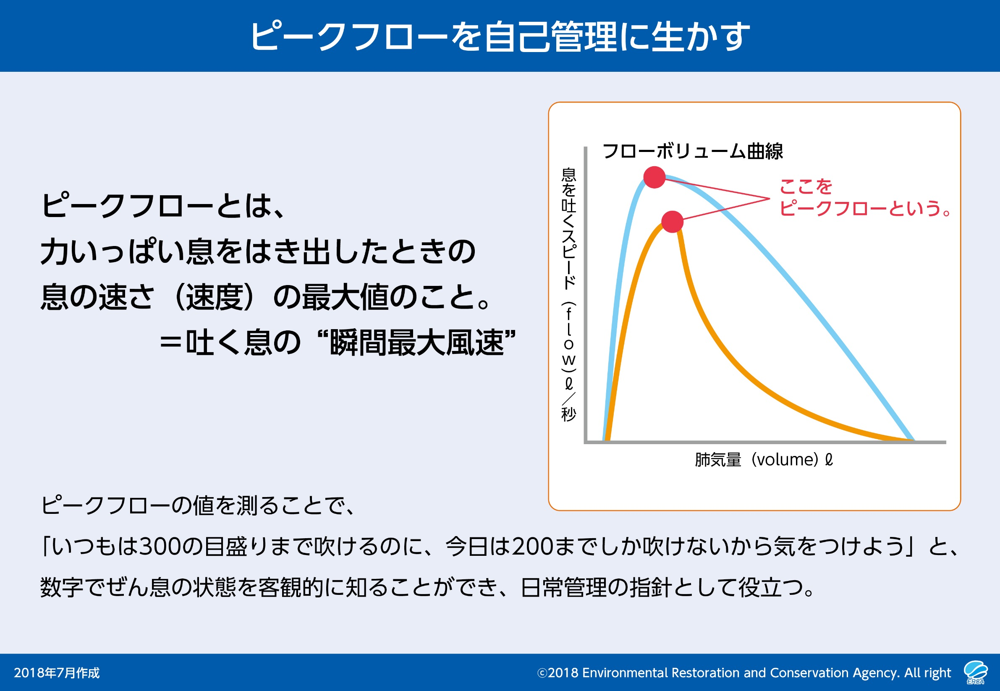 ピークフローを自己管理に生かす
ピークフローとは、
力いっぱい息をはき出したときの
息の速さ（速度）の最大値のこと。
＝吐く息の“瞬間最大風速”
フローボリューム曲線
息を吐くスピード（flow）ℓ／秒
ここを
ピークフローという。
肺気量（volume）ℓ
ピークフローの値を測ることで、
「いつもは300の目盛りまで吹けるのに、今日は200までしか吹けないから気をつけよう」と、
数字でぜん息の状態を客観的に知ることができ、日常管理の指針として役立つ。
2018年7月作成
©2018 Environmental Restoration and Conservation Agency. All right
ERCA